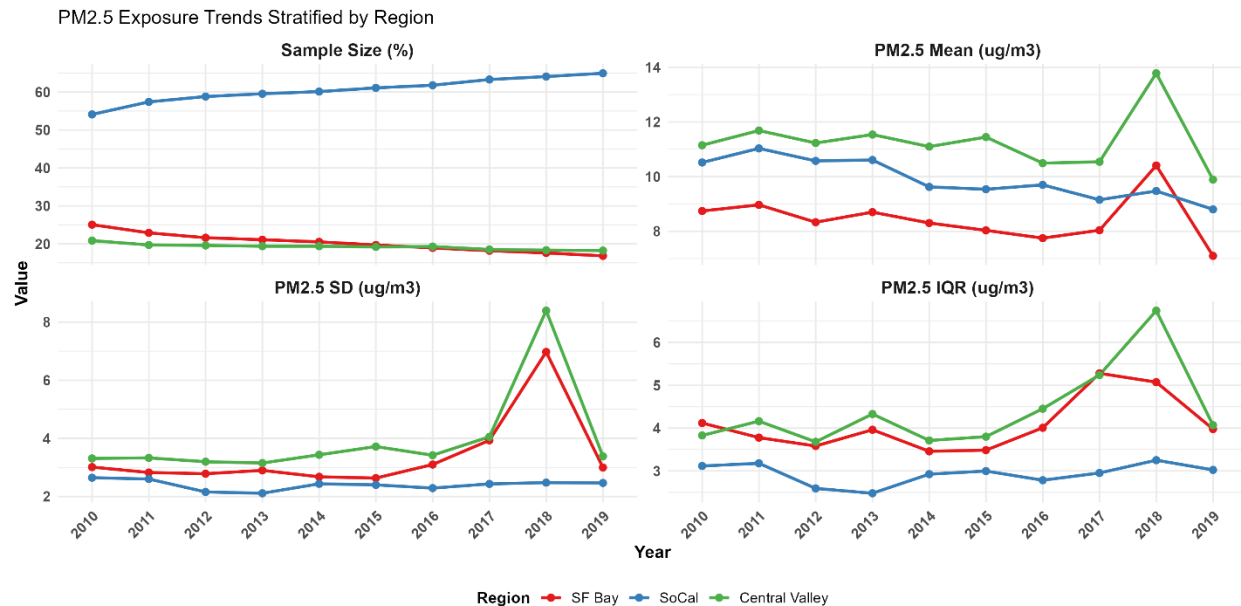 PM2.5 Exposure Trends Stratified by Region
Sample Size (%)
60
50
40
30
20
PM2.5 Mean (ug/m3)
14
12
10
8
PM2.5 SD (ug/m3)
8
6
4
2
2010 2011 2012 2013 2014 2015 2016 2017 2018 2019
PM2.5 IQR (ug/m3)
6
5
4
3
2010 2011 2012 2013 2014 2015 2016 2017 2018 2019
Value
Year
Region SF Bay SoCal Central Valley